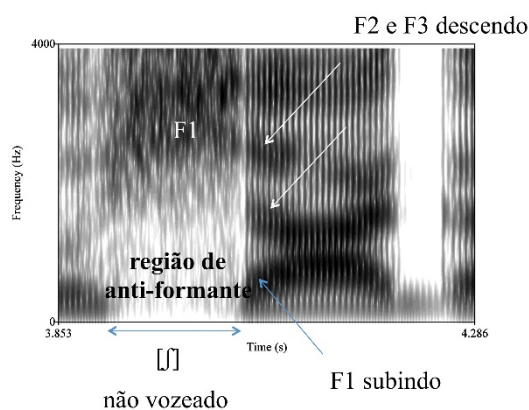 F2 e F3 descendo
4000
F1
Frequency (Hz)
região de
anti-formante
0
3.853
Time (s)
4.286
[ʃ]
F1 subindo
não vozeado